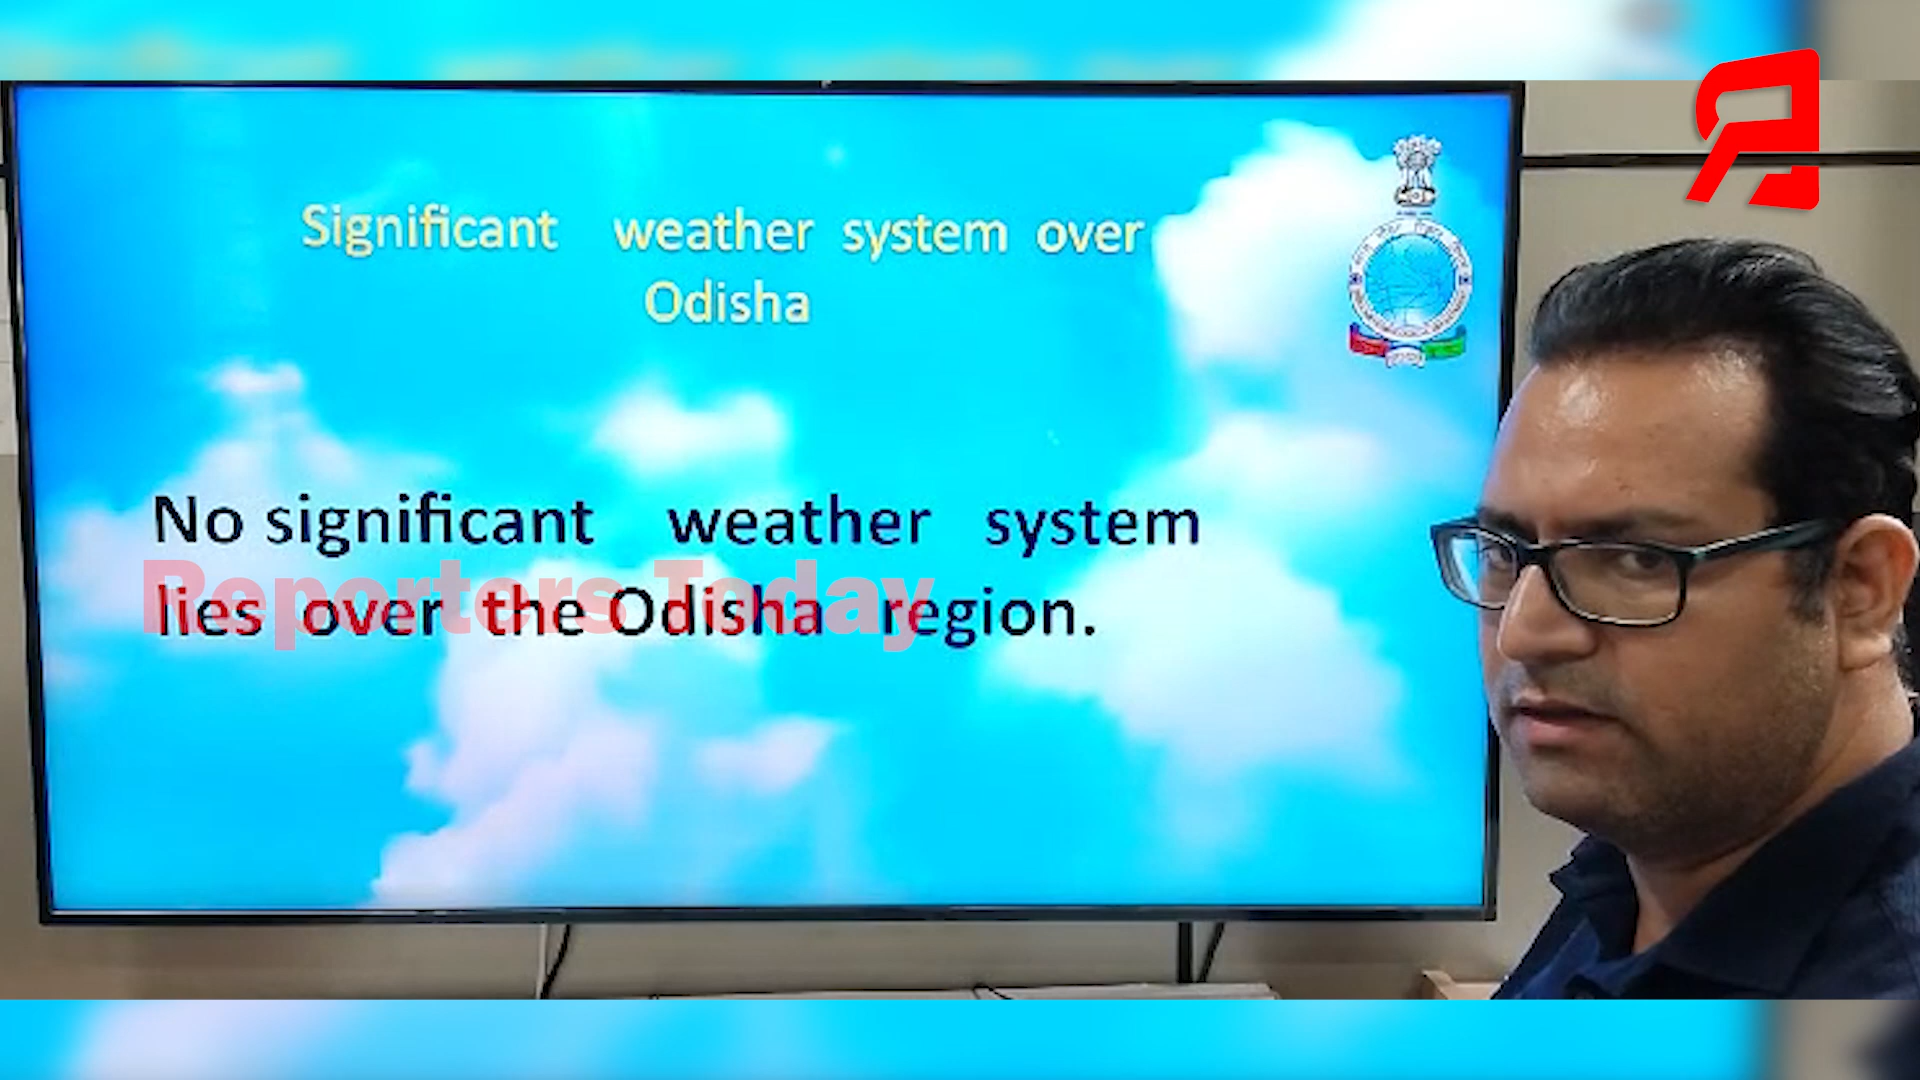 Significant weather system over
Odisha
No significant weather system
lies over the Odisha region.
Reporters Today